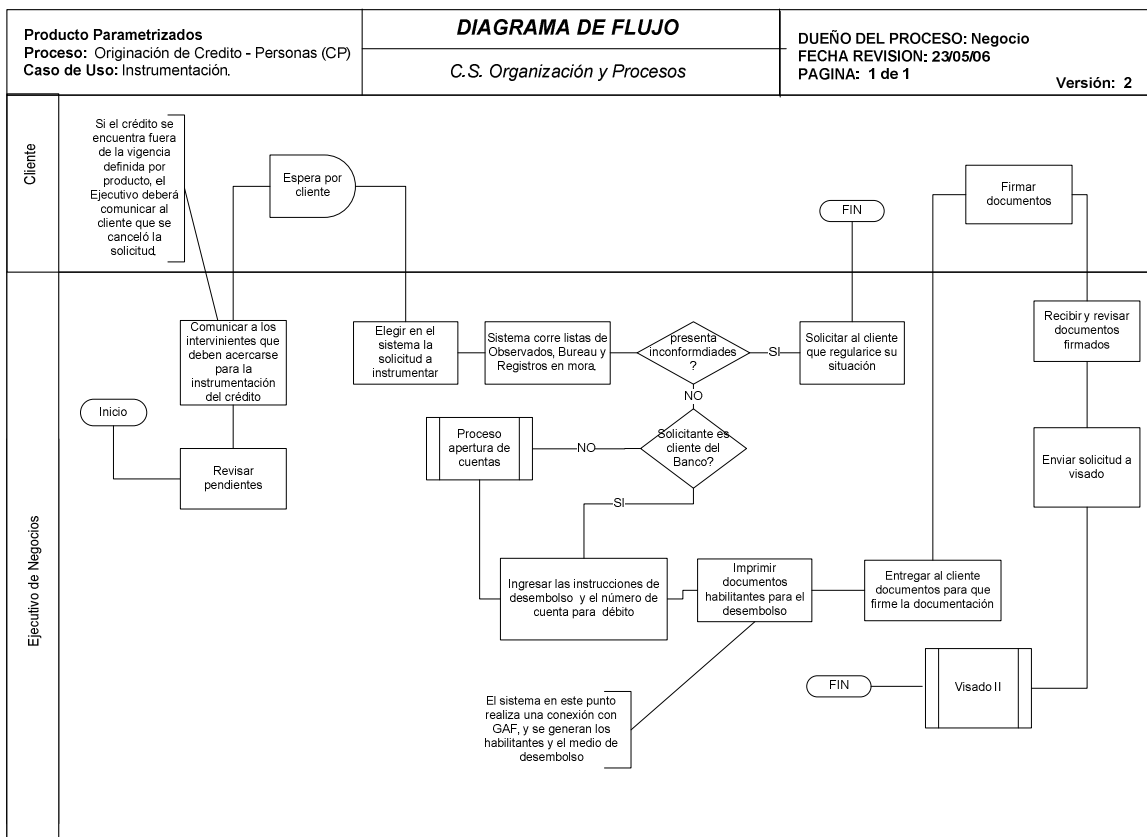 Producto Parametrizados
Proceso: Originación de Credito - Personas (CP)
Caso de Uso: Instrumentación.
DIAGRAMA DE FLUJO
C.S. Organización y Procesos
DUEÑO DEL PROCESO: Negocio
FECHA REVISION: 23/05/06
PAGINA: 1 de 1
Versión: 2
Cliente
Si el crédito se
encuentra fuera
de la vigencia
definida por
producto, el
Ejecutivo deberá
comunicar al
cliente que se
canceló la
solicitud.
Espera por
cliente
FIN
Firmar
documentos
Ejecutivo de Negocios
Comunicar a los
intervinientes que
deben acercarse
para la
instrumentación
del crédito
Elegir en el
sistema la
solicitud a
instrumentar
Sistema corre listas de
Observados, Bureau y
Registros en mora.
presenta
inconformdiades
?
SI
Solicitar al cliente
que regularice su
situación
Recibir y revisar
documentos
firmados
NO
Inicio
Revisar
pendientes
Proceso
apertura de
cuentas
NO
Solicitante es
cliente del
Banco?
Enviar solicitud a
visado
SI
Ingresar las instrucciones de
desembolso y el número de
cuenta para débito
Imprimir
documentos
habilitantes para el
desembolso
Entregar al cliente
documentos para que
firme la documentación
FIN
Visado II
El sistema en este punto
realiza una conexión con
GAF, y se generan los
habilitantes y el medio de
desembolso